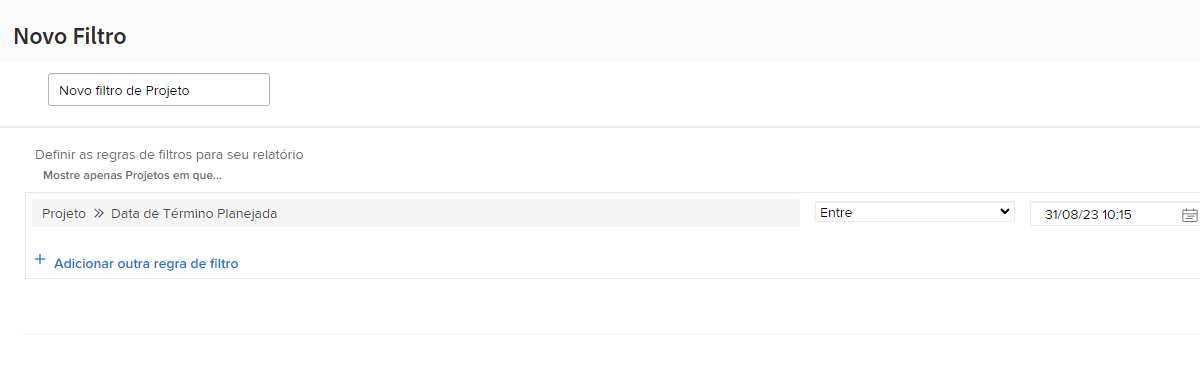 Novo Filtro
Novo filtro de Projeto
Definir as regras de filtros para seu relatório
Mostre apenas Projetos em que...
Projeto » Data de Término Planejada Entre 31/08/23 10:15
+ Adicionar outra regra de filtro